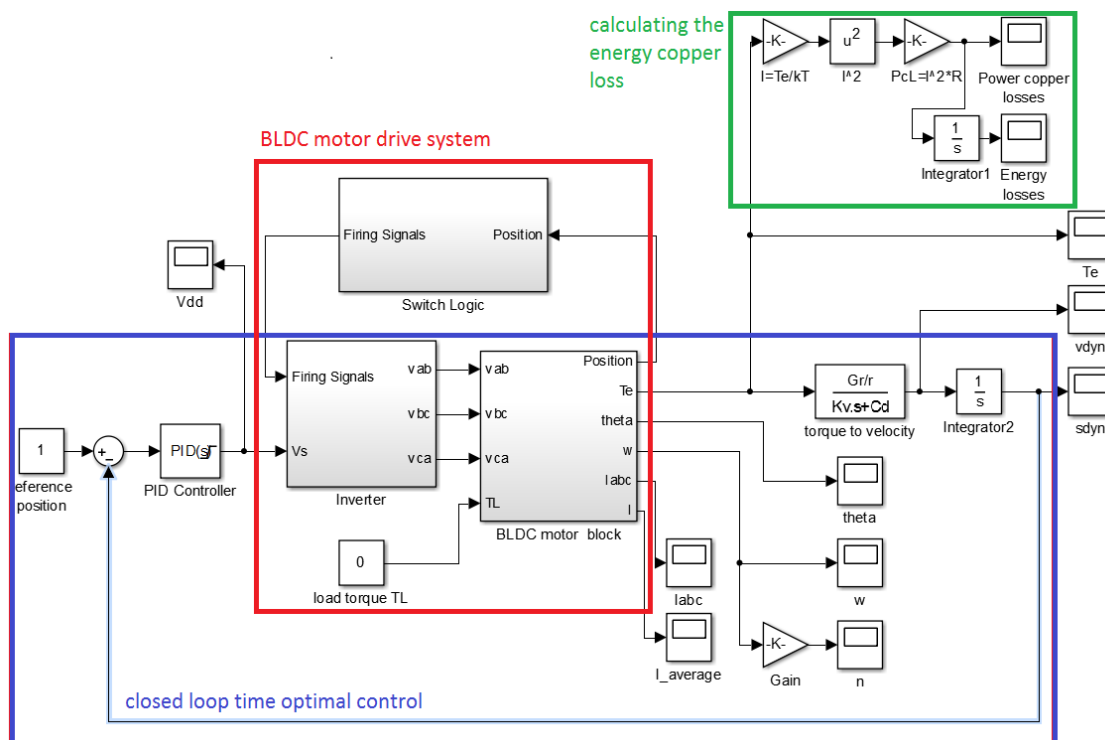 calculating the
energy copper
loss
-K-
u²
-K-
I=Te/kT
I^2
PcL=I^2*R
Power copper
losses
1
s
Integrator1
Energy
losses
BLDC motor drive system
Firing Signals
Position
Switch Logic
Vdd
Te
vdyn
sdyn
1
eference
position
+
-
PID(s)
PID Controller
Firing Signals
Vs
vab
vbc
vca
Inverter
vab
vbc
vca
TL
Position
Te
theta
w
Iabc
I
BLDC motor block
0
load torque TL
Gr/r
Kv.s+Cd
torque to velocity
1
s
Integrator2
theta
Iabc
w
I_average
-K-
Gain
n
closed loop time optimal control